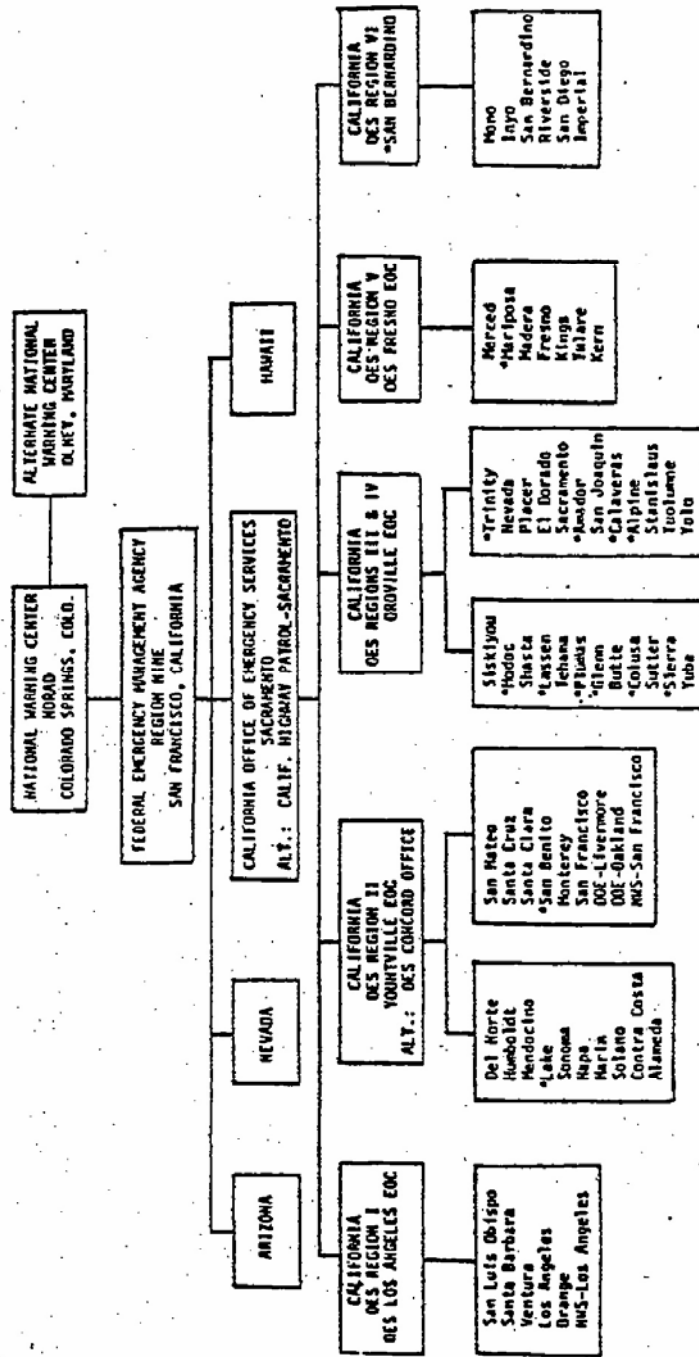 NATIONAL WARNING CENTER
NORAD
COLORADO SPRINGS, COLO.
ALTERNATE NATIONAL
WARNING CENTER
OLNEY, MARYLAND
FEDERAL EMERGENCY MANAGEMENT AGENCY
REGION NINE
SAN FRANCISCO, CALIFORNIA
ARIZONA
NEVADA
CALIFORNIA OFFICE OF EMERGENCY SERVICES
SACRAMENTO
ALT.: CALIF. HIGHWAY PATROL-SACRAMENTO
HAWAII
CALIFORNIA
OES REGION I
OES LOS ANGELES EOC
CALIFORNIA
OES REGION II
YOUNTVILLE EOC
ALT.: OES CONCORD OFFICE
CALIFORNIA
OES REGIONS III & IV
OROVILLE EOC
CALIFORNIA
OES REGION V
OES FRESNO EOC
CALIFORNIA
OES REGION VI
*SAN BERNARDINO
San Luis Obispo
Santa Barbara
Ventura
Los Angeles
Orange
NWS-Los Angeles
Del Norte
Humboldt
Mendocino
*Lake
Sonoma
Napa
Marin
Solano
Contra Costa
Alameda
San Mateo
Santa Cruz
Santa Clara
*San Benito
Monterey
San Francisco
DOE-Livermore
DOE-Oakland
NWS-San Francisco
Siskiyou
*Modoc
Shasta
*Lassen
Tehama
*Plumas
*Glenn
Butte
*Colusa
Sutter
*Sierra
Yuba
*Trinity
Nevada
Placer
El Dorado
Sacramento
*Amador
San Joaquin
*Calaveras
*Alpine
Stanislaus
Tuolumne
Yolo
Merced
*Mariposa
Madera
Fresno
Kings
Tulare
Kern
Mono
Inyo
San Bernardino
Riverside
San Diego
Imperial